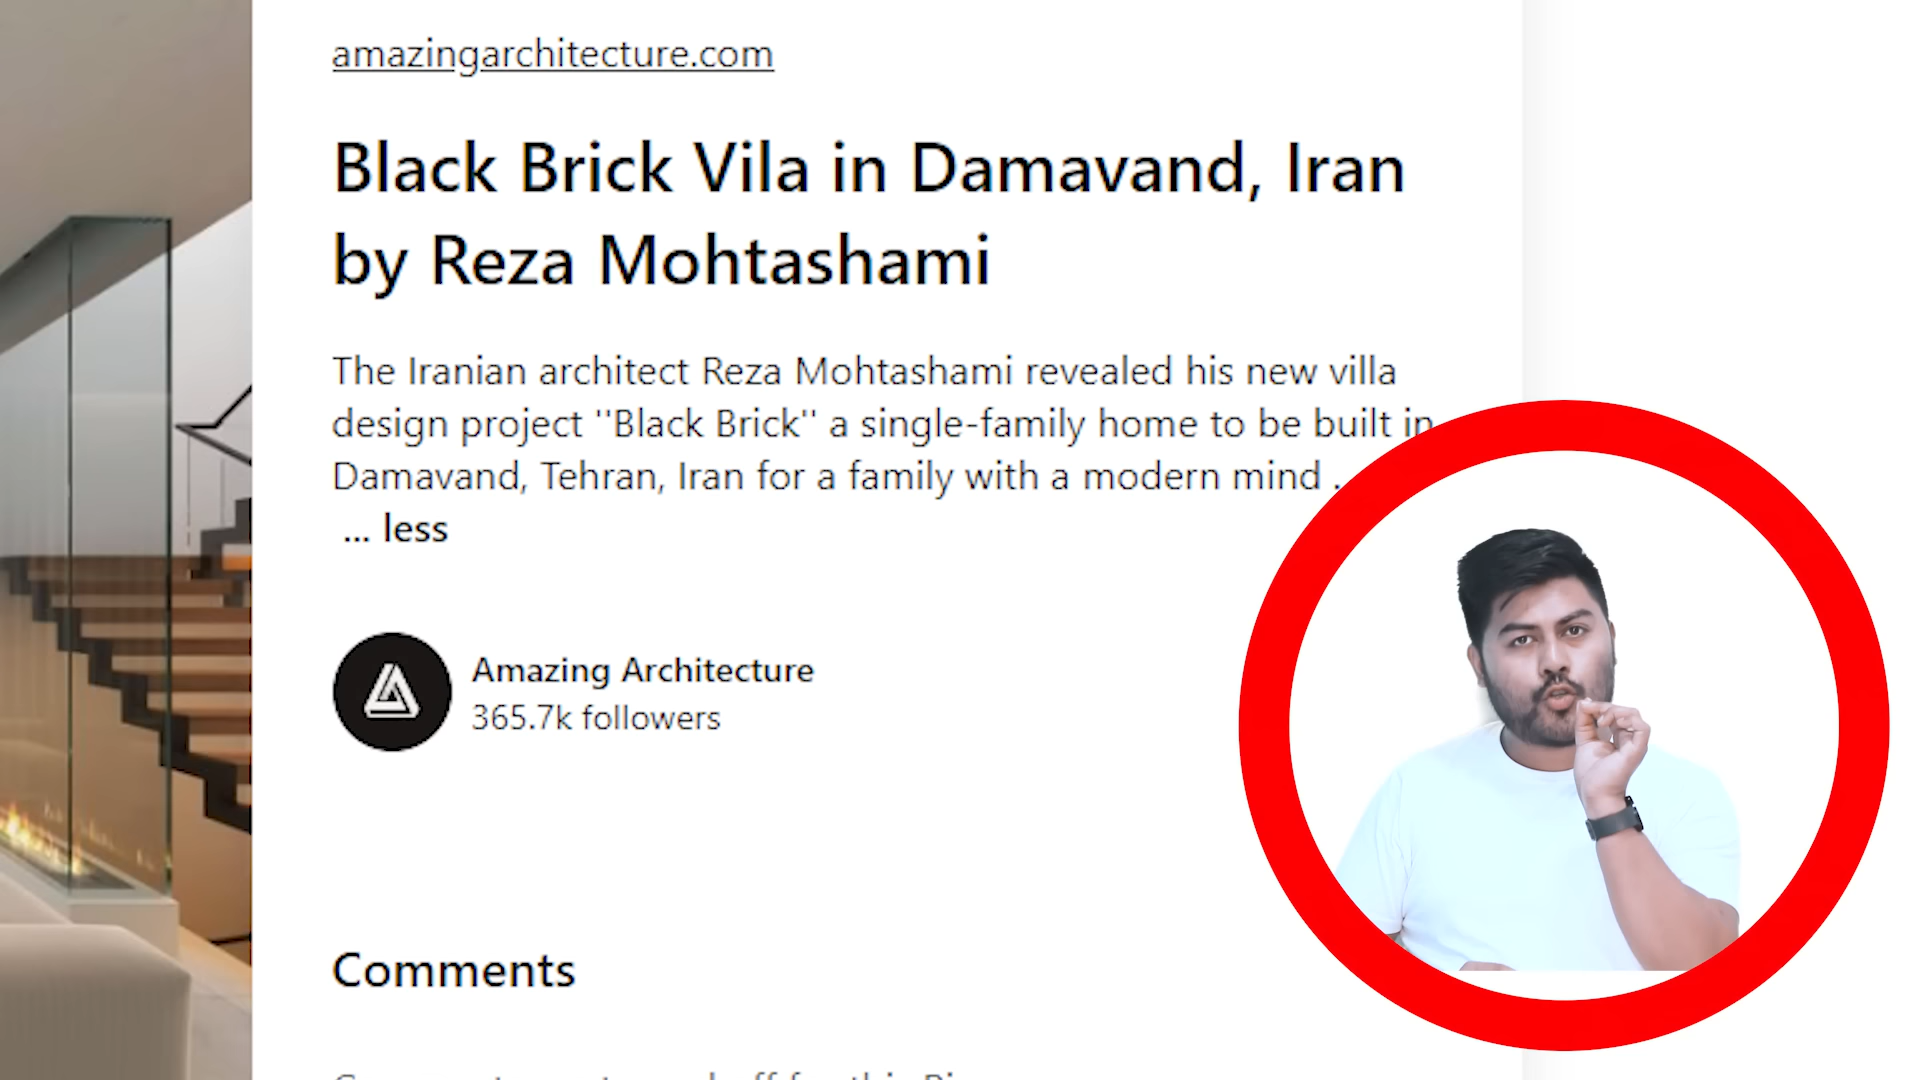 amazingarchitecture.com
Black Brick Vila in Damavand, Iran
by Reza Mohtashami
The Iranian architect Reza Mohtashami revealed his new villa
design project ''Black Brick'' a single-family home to be built in
Damavand, Tehran, Iran for a family with a modern mind .
... less
Amazing Architecture
365.7k followers
Comments